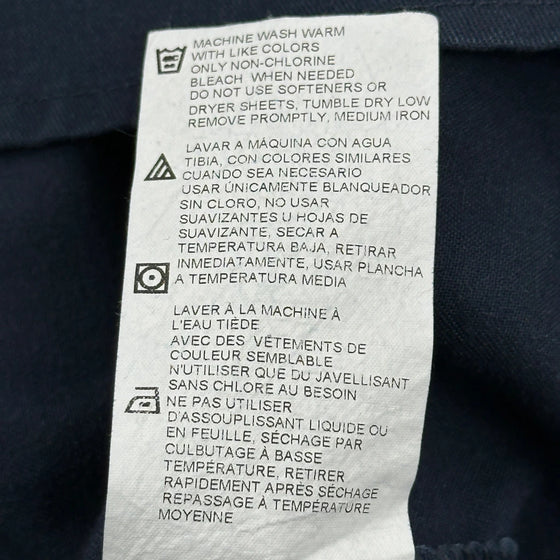 MACHINE WASH WARM
WITH LIKE COLORS
ONLY NON-CHLORINE
BLEACH WHEN NEEDED
DO NOT USE SOFTENERS OR
DRYER SHEETS, TUMBLE DRY LOW
REMOVE PROMPTLY, MEDIUM IRON
LAVAR A MÁQUINA CON AGUA
TIBIA, CON COLORES SIMILARES
CUANDO SEA NECESARIO
USAR ÚNICAMENTE BLANQUEADOR
SIN CLORO, NO USAR
SUAVIZANTES U HOJAS DE
SUAVIZANTE, SECAR A
TEMPERATURA BAJA, RETIRAR
INMEDIATAMENTE, USAR PLANCHA
A TEMPERATURA MEDIA
LAVER À LA MACHINE À
L'EAU TIÈDE
AVEC DES VÊTEMENTS DE
COULEUR SEMBLABLE
N'UTILISER QUE DU JAVELLISANT
SANS CHLORE AU BESOIN
NE PAS UTILISER
D'ASSOUPLISSANT LIQUIDE OU
EN FEUILLE, SÉCHAGE PAR
CULBUTAGE À BASSE
TEMPÉRATURE, RETIRER
RAPIDEMENT APRÈS SÉCHAGE
REPASSAGE À TEMPÉRATURE
MOYENNE